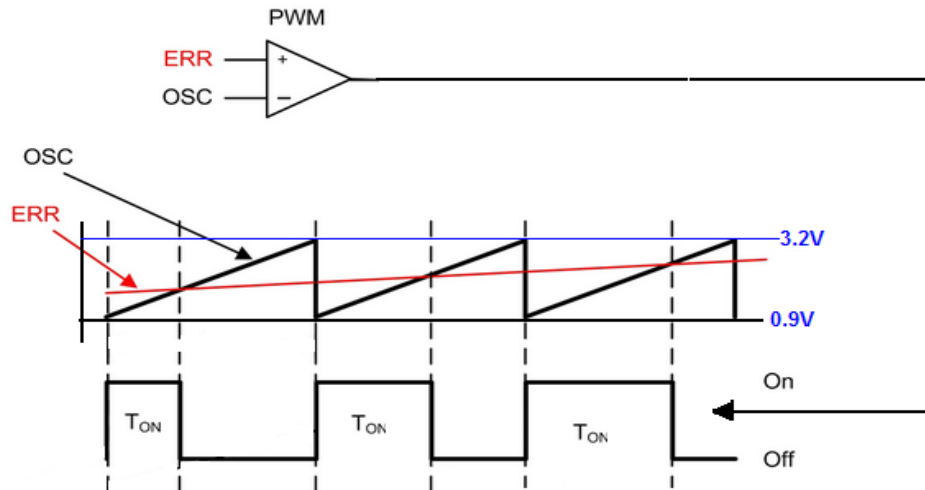 PWM
ERR
+
OSC
−
OSC
ERR
3.2V
0.9V
On
TON
TON
TON
Off